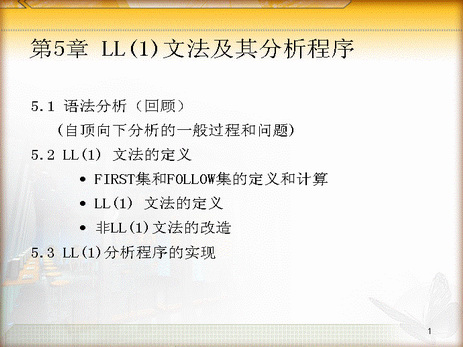 第5章 LL(1)文法及其分析程序
5.1 语法分析（回顾）
(自顶向下分析的一般过程和问题)
5.2 LL(1) 文法的定义
• FIRST集和FOLLOW集的定义和计算
• LL(1) 文法的定义
• 非LL(1)文法的改造
5.3 LL(1)分析程序的实现
1